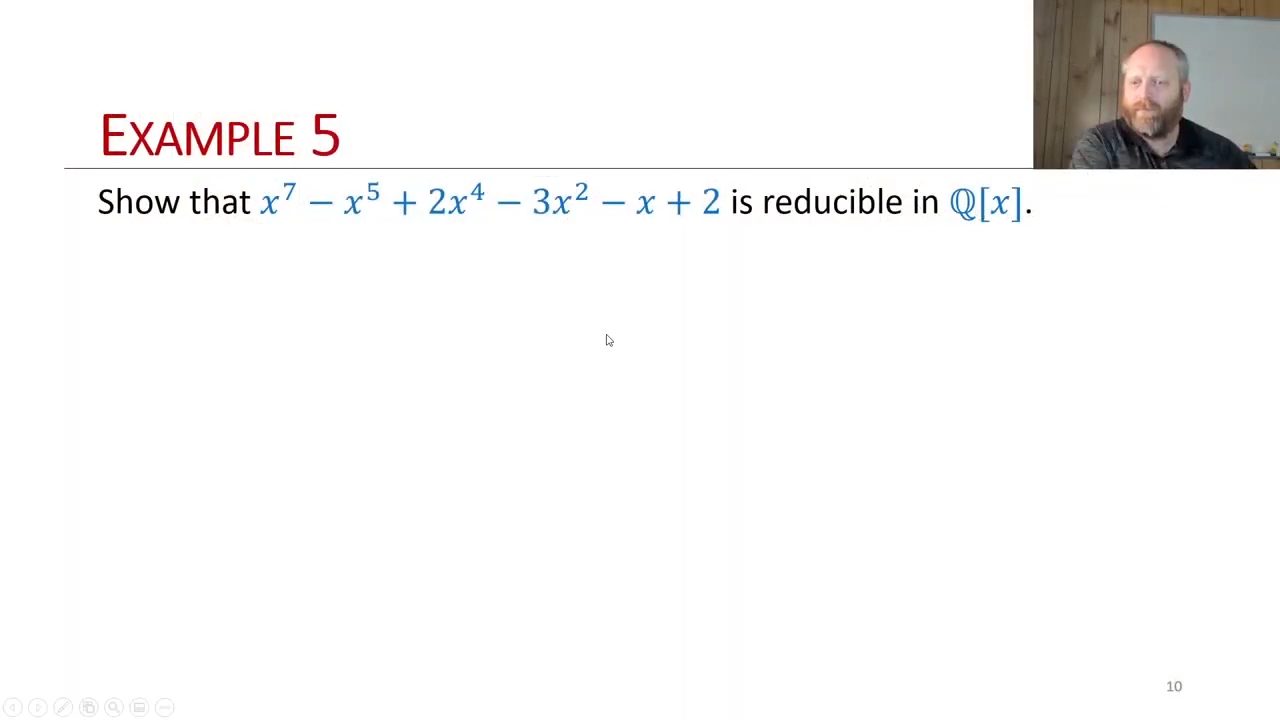 EXAMPLE 5
Show that x⁷ − x⁵ + 2x⁴ − 3x² − x + 2 is reducible in ℚ[x].
10